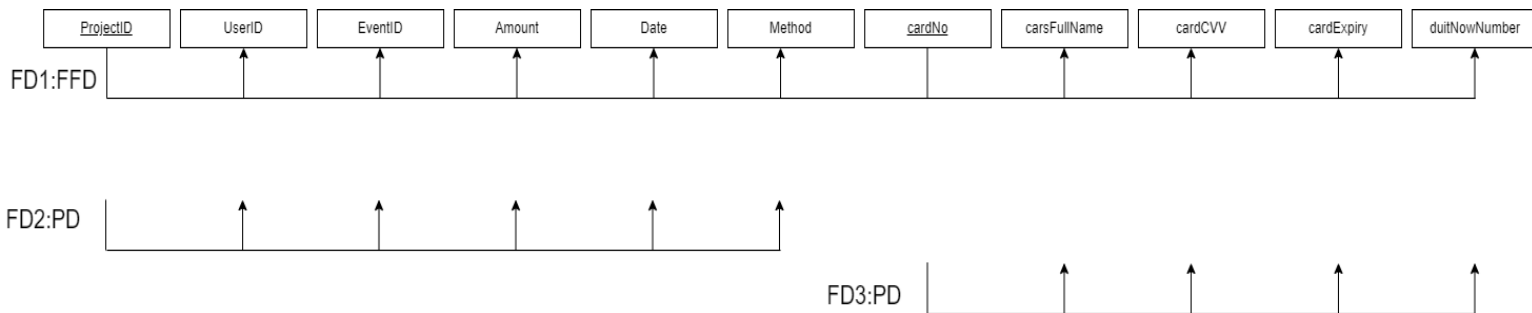 ProjectID UserID EventID Amount Date Method cardNo carsFullName cardCVV cardExpiry duitNowNumber
FD1:FFD
FD2:PD
FD3:PD